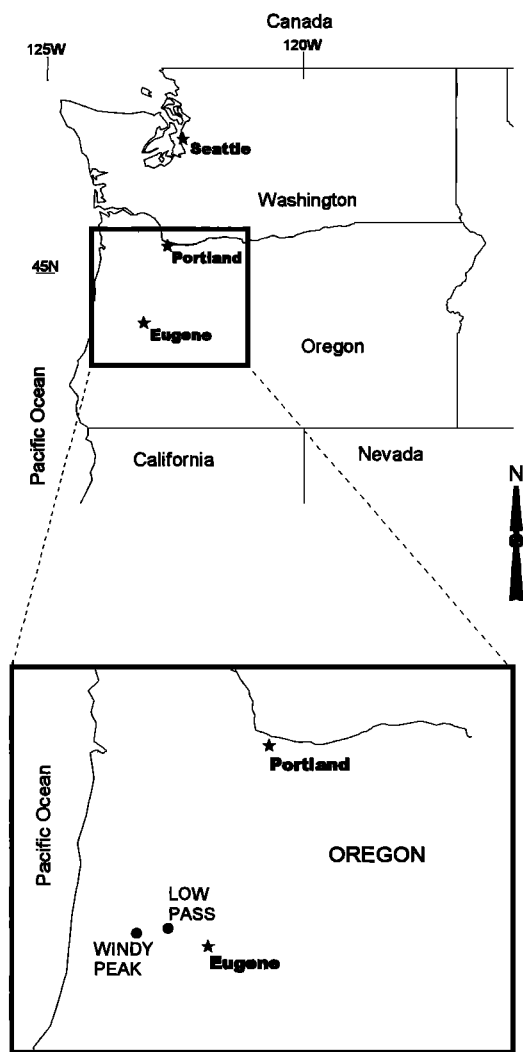 Canada
125W
120W
Seattle
Washington
Portland
45N
Eugene
Oregon
Pacific Ocean
California
Nevada
N
Portland
Pacific Ocean
OREGON
LOW
PASS
WINDY
PEAK
Eugene